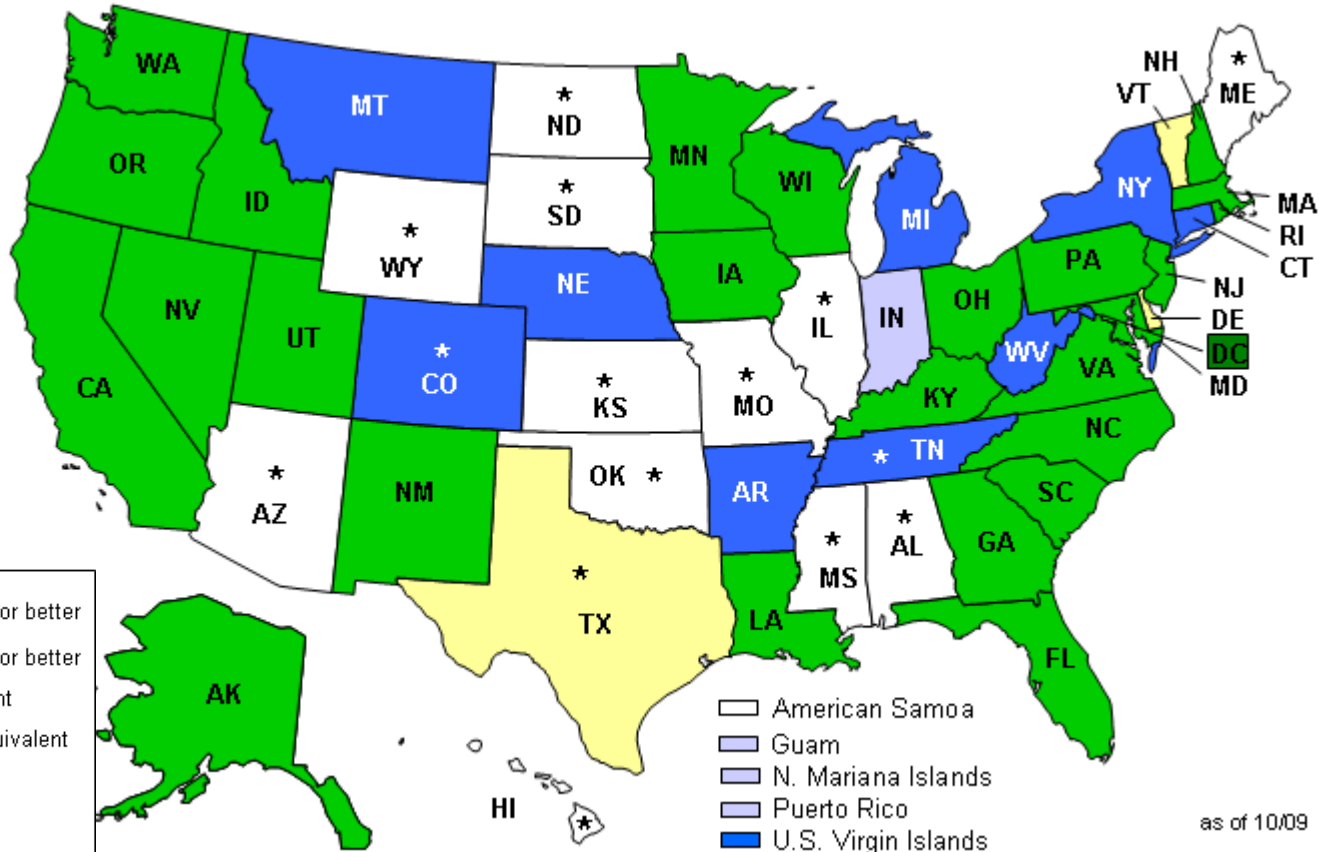 WA
MT
* ND
NH
VT
* ME
OR
ID
MN
WI
NY
* SD
MI
MA
RI
CT
* WY
IA
PA
NE
NV
UT
* IL
IN
OH
NJ
DE
DC
MD
* CO
WV
VA
CA
* KS
* MO
KY
NC
* AZ
NM
OK *
AR
* TN
SC
* MS
* AL
GA
* TX
LA
FL
or better
or better
AK
American Samoa
Guam
N. Mariana Islands
HI *
Puerto Rico
U.S. Virgin Islands
as of 10/09